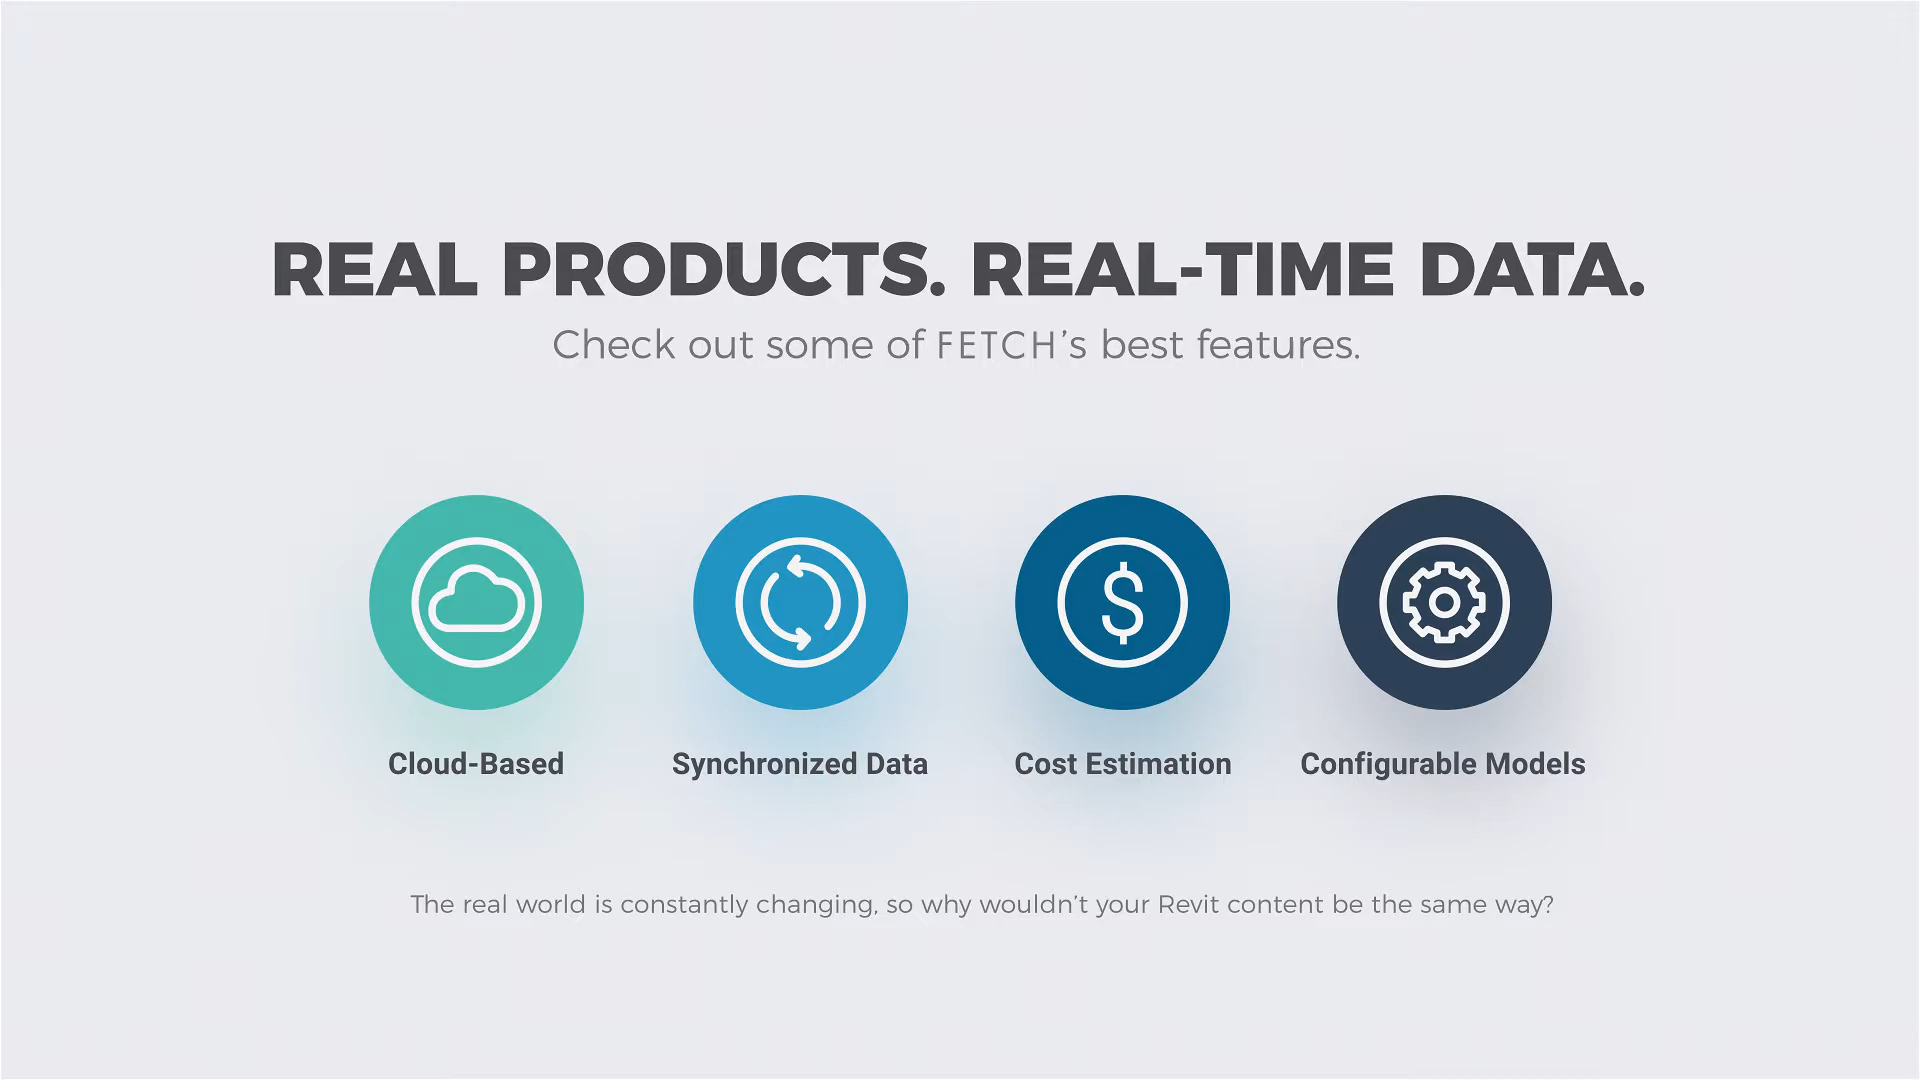 REAL PRODUCTS. REAL-TIME DATA.
Check out some of FETCH’s best features.
$
Cloud-Based
Synchronized Data
Cost Estimation
Configurable Models
The real world is constantly changing, so why wouldn’t your Revit content be the same way?